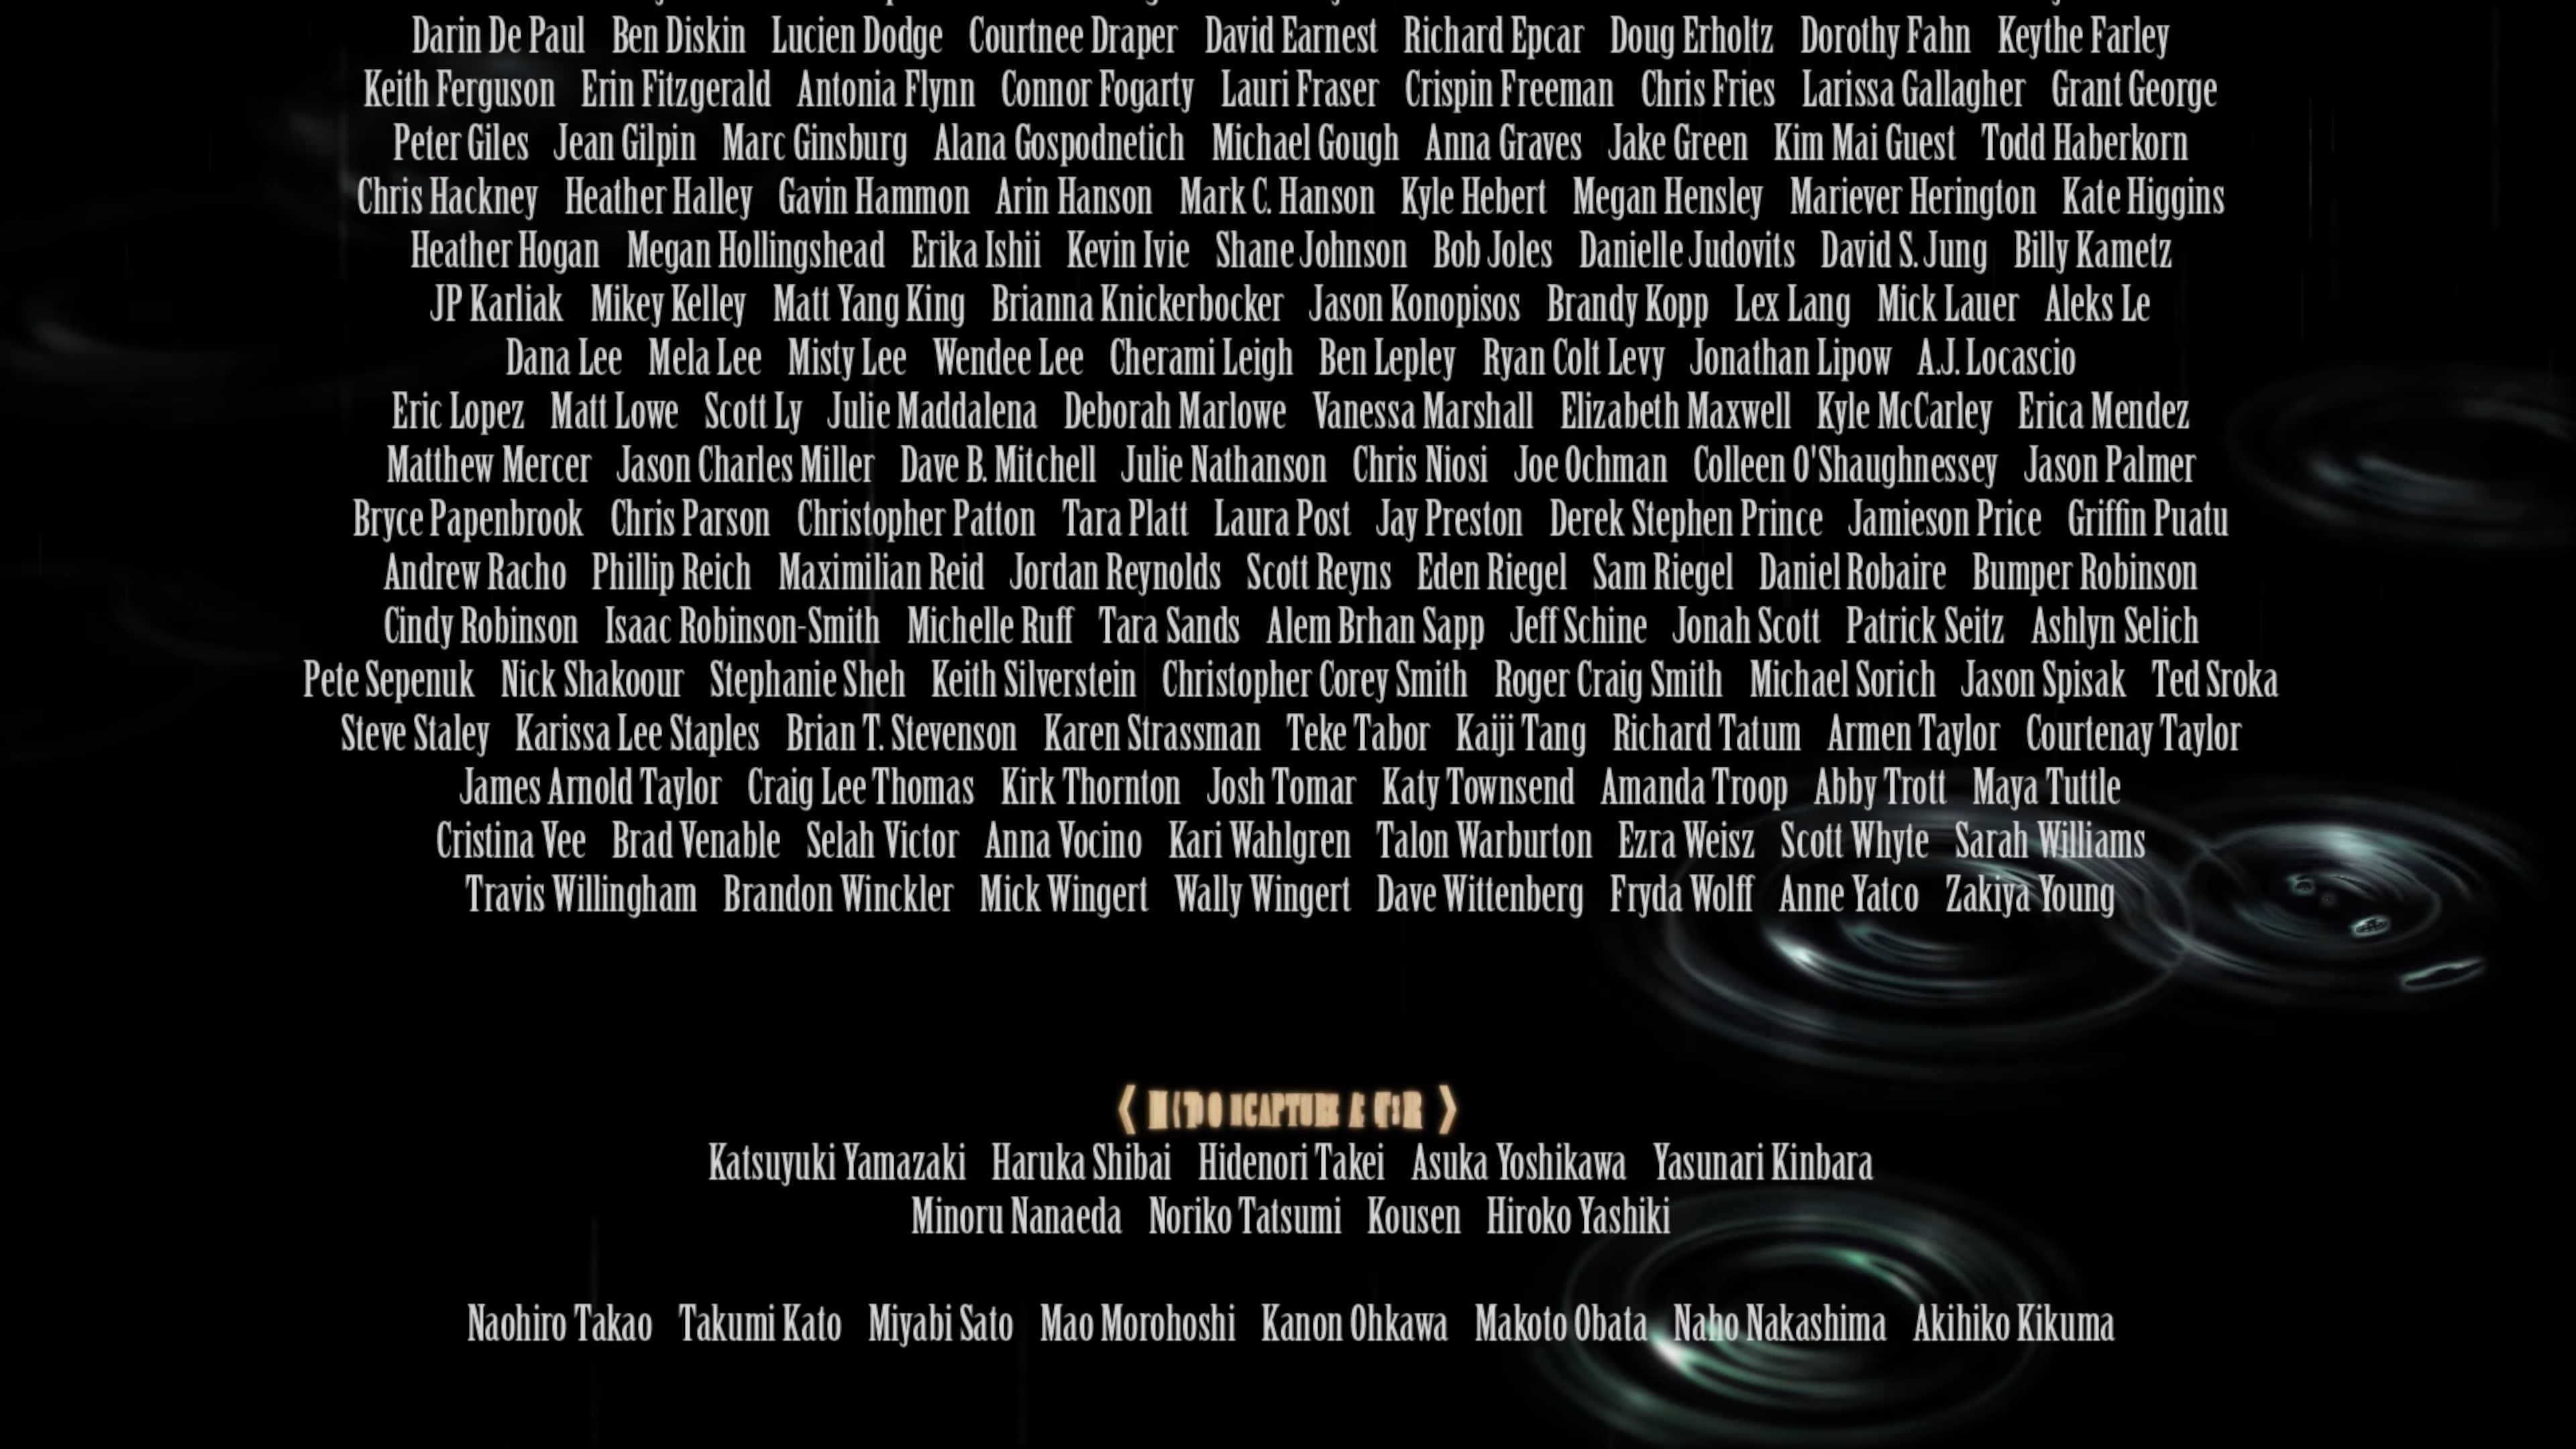 Darin De Paul Ben Diskin Lucien Dodge Courtnee Draper David Earnest Richard Epcar Doug Erholtz Dorothy Fahn Keythe Farley
Keith Ferguson Erin Fitzgerald Antonia Flynn Connor Fogarty Lauri Fraser Crispin Freeman Chris Fries Larissa Gallagher Grant George
Peter Giles Jean Gilpin Marc Ginsburg Alana Gospodnetich Michael Gough Anna Graves Jake Green Kim Mai Guest Todd Haberkorn
Chris Hackney Heather Halley Gavin Hammon Arin Hanson Mark C. Hanson Kyle Hebert Megan Hensley Mariever Herington Kate Higgins
Heather Hogan Megan Hollingshead Erika Ishii Kevin Ivie Shane Johnson Bob Joles Danielle Judovits David S. Jung Billy Kametz
JP Karliak Mikey Kelley Matt Yang King Brianna Knickerbocker Jason Konopisos Brandy Kopp Lex Lang Mick Lauer Aleks Le
Dana Lee Mela Lee Misty Lee Wendee Lee Cherami Leigh Ben Lepley Ryan Colt Levy Jonathan Lipow A.J. Locascio
Eric Lopez Matt Lowe Scott Ly Julie Maddalena Deborah Marlowe Vanessa Marshall Elizabeth Maxwell Kyle McCarley Erica Mendez
Matthew Mercer Jason Charles Miller Dave B. Mitchell Julie Nathanson Chris Niosi Joe Ochman Colleen O'Shaughnessey Jason Palmer
Bryce Papenbrook Chris Parson Christopher Patton Tara Platt Laura Post Jay Preston Derek Stephen Prince Jamieson Price Griffin Puatu
Andrew Racho Phillip Reich Maximilian Reid Jordan Reynolds Scott Reyns Eden Riegel Sam Riegel Daniel Robaire Bumper Robinson
Cindy Robinson Isaac Robinson-Smith Michelle Ruff Tara Sands Alem Brhan Sapp Jeff Schine Jonah Scott Patrick Seitz Ashlyn Selich
Pete Sepenuk Nick Shakoour Stephanie Sheh Keith Silverstein Christopher Corey Smith Roger Craig Smith Michael Sorich Jason Spisak Ted Sroka
Steve Staley Karissa Lee Staples Brian T. Stevenson Karen Strassman Teke Tabor Kaiji Tang Richard Tatum Armen Taylor Courtenay Taylor
James Arnold Taylor Craig Lee Thomas Kirk Thornton Josh Tomar Katy Townsend Amanda Troop Abby Trott Maya Tuttle
Cristina Vee Brad Venable Selah Victor Anna Vocino Kari Wahlgren Talon Warburton Ezra Weisz Scott Whyte Sarah Williams
Travis Willingham Brandon Winckler Mick Wingert Wally Wingert Dave Wittenberg Fryda Wolff Anne Yatco Zakiya Young
Katsuyuki Yamazaki Haruka Shibai Hidenori Takei Asuka Yoshikawa Yasunari Kinbara
Minoru Nanaeda Noriko Tatsumi Kousen Hiroko Yashiki
Naohiro Takao Takumi Kato Miyabi Sato Mao Morohoshi Kanon Ohkawa Makoto Obata Naho Nakashima Akihiko Kikuma